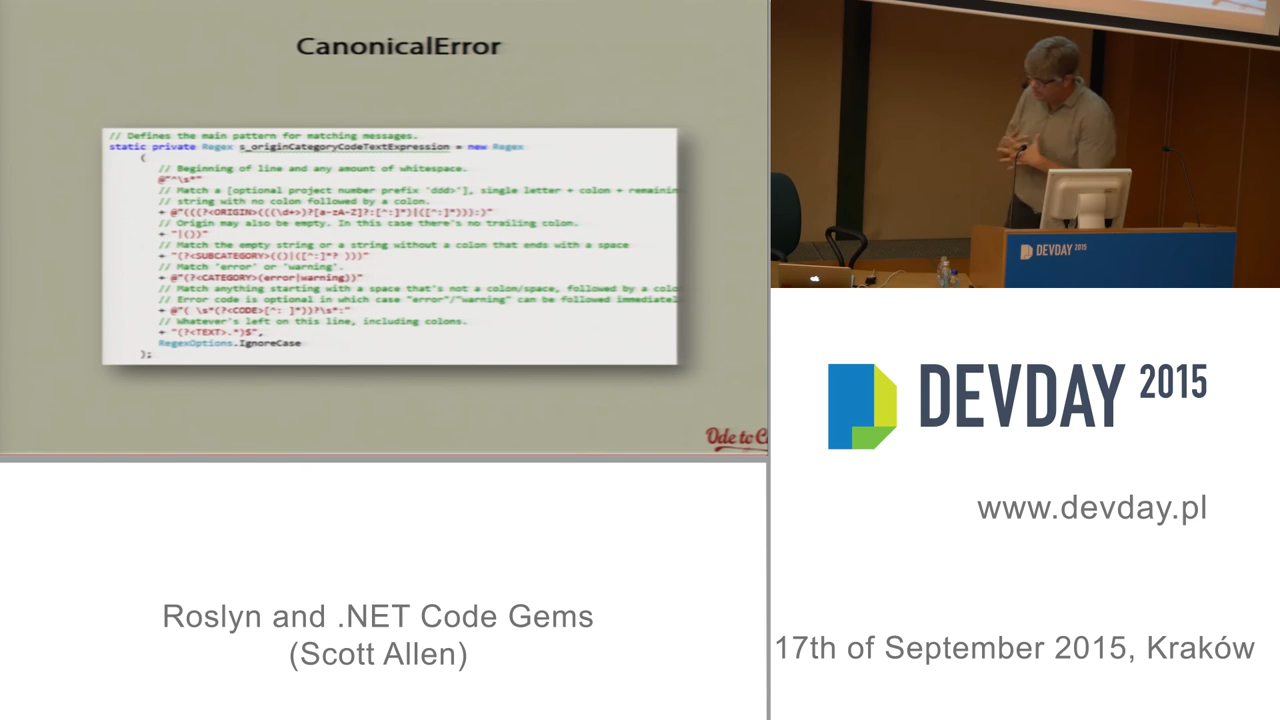 CanonicalError
// Defines the main pattern for matching messages.
static private Regex s_originCategoryCodeTextExpression = new Regex
(
// Beginning of line and any amount of whitespace.
@"^\s*"
// Match a [optional project number prefix 'ddd>'], single letter + colon + remainin
// string with no colon followed by a colon.
+ @"(((?<ORIGIN>(((\d+>)?[a-zA-Z]?:[^:]*)|([^:]*))):)"
// Origin may also be empty. In this case there's no trailing colon.
+ "|())"
// Match the empty string or a string without a colon that ends with a space
+ "(?<SUBCATEGORY>(()|([^:]*? )))"
// Match 'error' or 'warning'.
+ @"(?<CATEGORY>(error|warning))"
// Match anything starting with a space that's not a colon/space, followed by a colo
// Error code is optional in which case "error"/"warning" can be followed immediatel
+ @"( \s*(?<CODE>[^: ]*))?\s*:"
// Whatever's left on this line, including colons.
+ "(?<TEXT>.*)$",
RegexOptions.IgnoreCase
);
Ode to C
DEVDAY 2015
DEVDAY 2015
www.devday.pl
Roslyn and .NET Code Gems
(Scott Allen)
17th of September 2015, Kraków